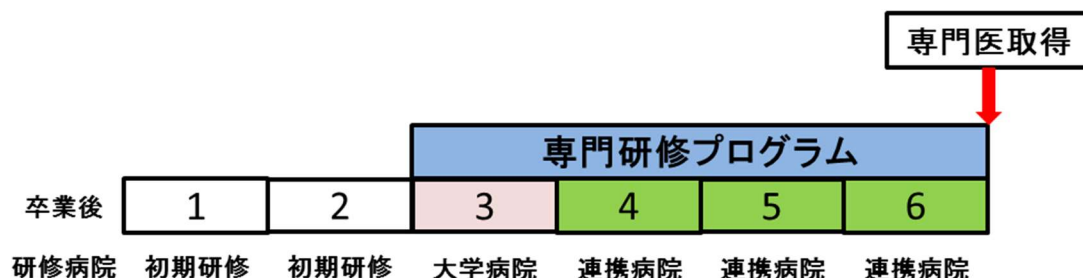 専門医取得
専門研修プログラム
卒業後 1 2 3 4 5 6
研修病院 初期研修 初期研修 大学病院 連携病院 連携病院 連携病院